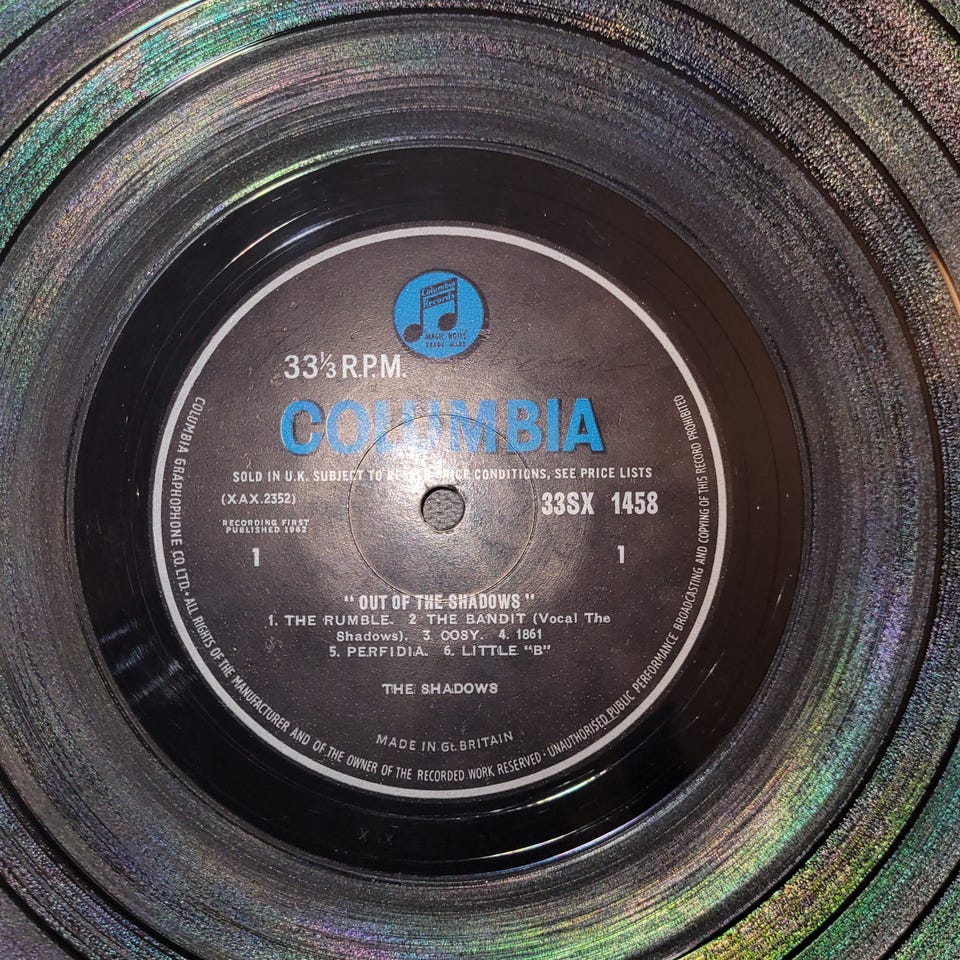 Columbia
Records
MAGIC NOTES
TRADE MARK
33⅓ R.P.M.
COLUMBIA
SOLD IN U.K. SUBJECT TO PRICE CONDITIONS, SEE PRICE LISTS
(XAX.2352)
33SX 1458
RECORDING FIRST
PUBLISHED 1962
1
1
" OUT OF THE SHADOWS "
1. THE RUMBLE. 2 THE BANDIT (Vocal The
Shadows). 3. COSY. 4. 1861
5. PERFIDIA. 6. LITTLE "B"
THE SHADOWS
MADE IN Gt. BRITAIN
COLUMBIA GRAPHOPHONE CO. LTD. · ALL RIGHTS OF THE MANUFACTURER AND OF THE OWNER OF THE RECORDED WORK RESERVED · UNAUTHORISED PUBLIC PERFORMANCE BROADCASTING AND COPYING OF THIS RECORD PROHIBITED